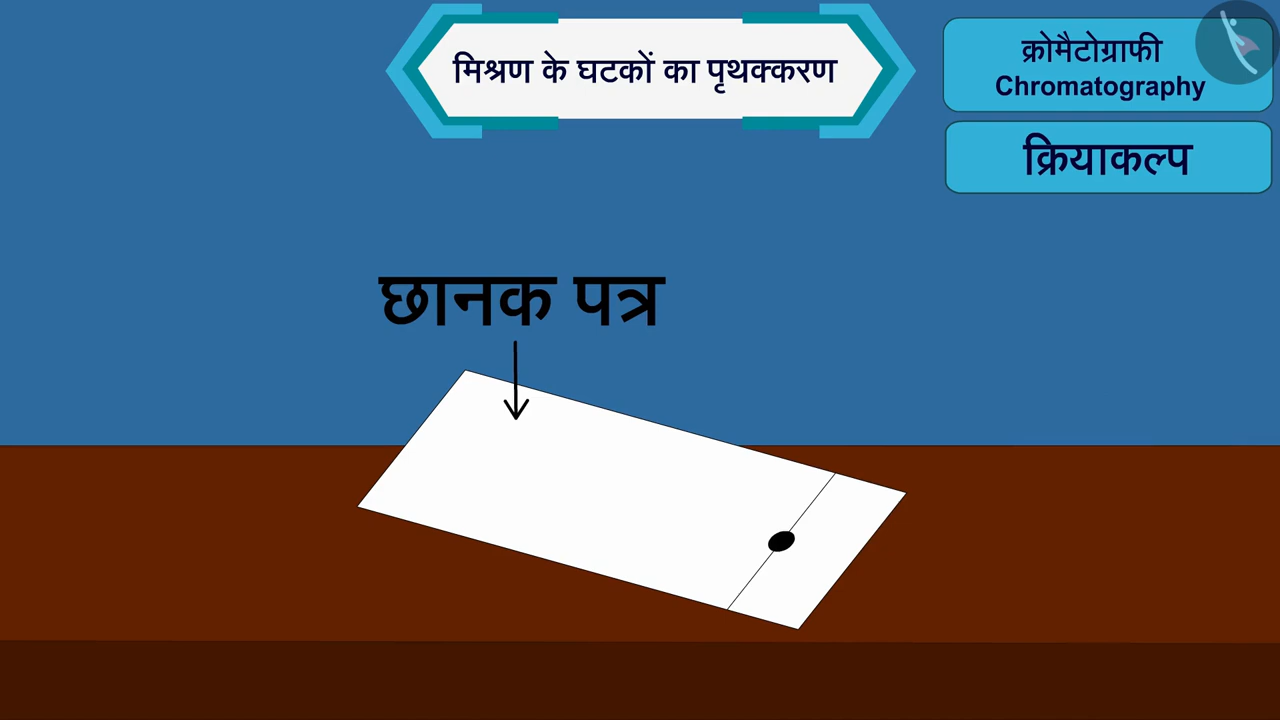 मिश्रण के घटकों का पृथक्करण
क्रोमैटोग्राफी
Chromatography
क्रियाकल्प
छानक पत्र